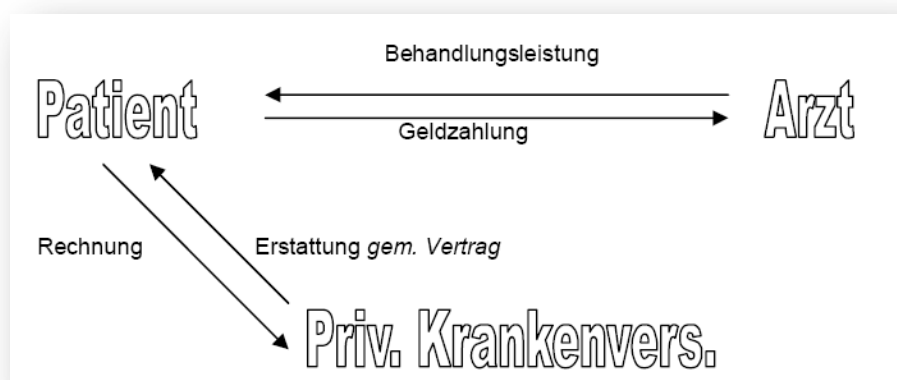 Behandlungsleistung
Patient
Arzt
Geldzahlung
Rechnung
Erstattung gem. Vertrag
Priv. Krankenvers.